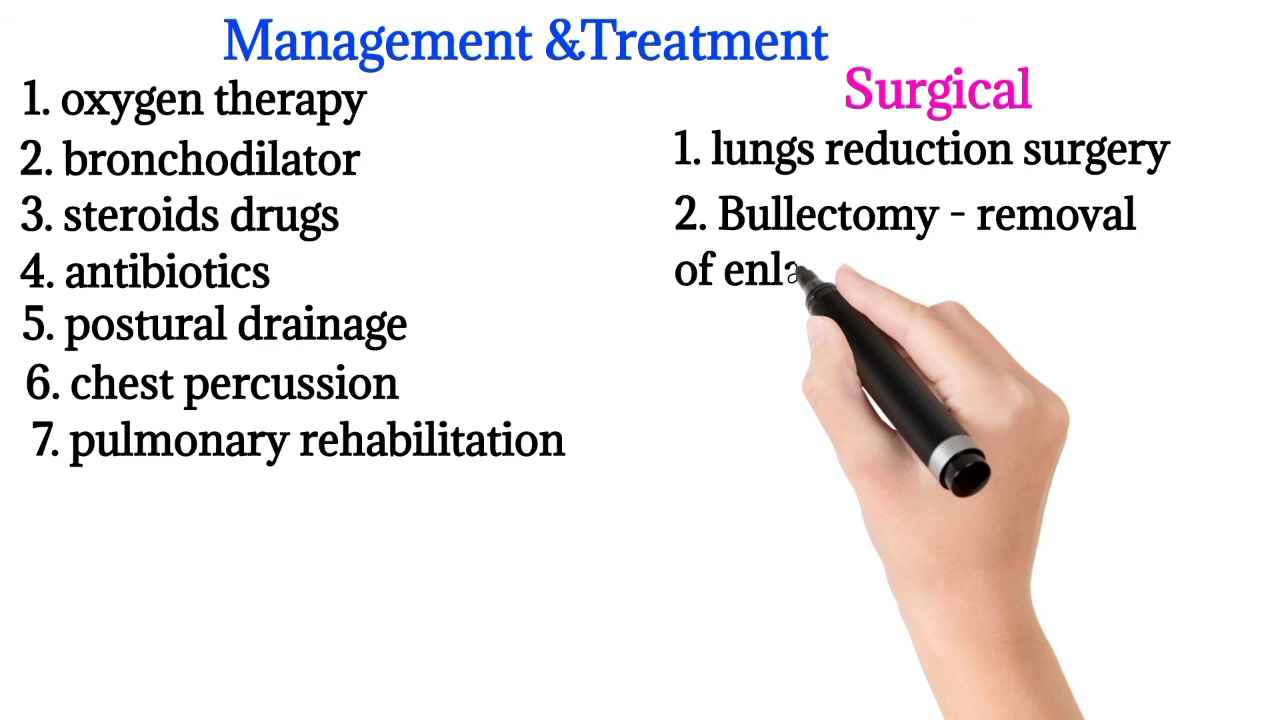 Management &Treatment
1. oxygen therapy
2. bronchodilator
3. steroids drugs
4. antibiotics
5. postural drainage
6. chest percussion
7. pulmonary rehabilitation
Surgical
1. lungs reduction surgery
2. Bullectomy - removal
of